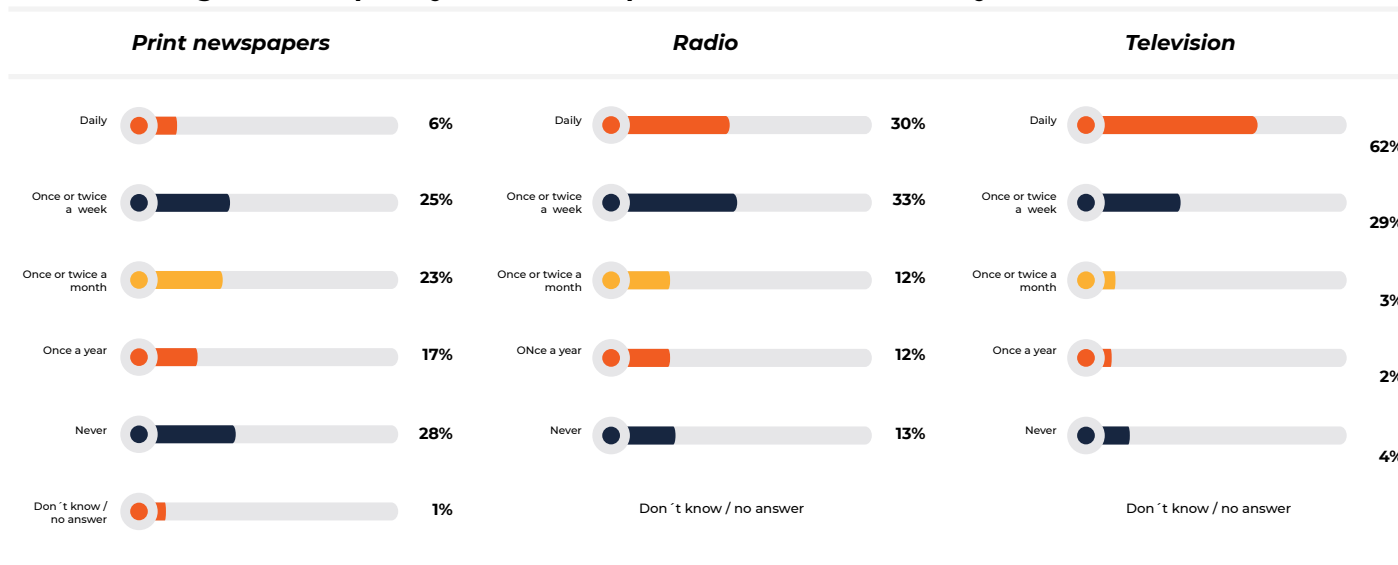 Print newspapers
Radio
Television
Daily
6%
Once or twice
a week
25%
Once or twice a
month
23%
Once a year
17%
Never
28%
Don´t know /
no answer
1%
Daily
30%
Once or twice
a week
33%
Once or twice a
month
12%
ONce a year
12%
Never
13%
Don´t know / no answer
Daily
62%
Once or twice
a week
29%
Once or twice a
month
3%
Once a year
2%
Never
4%
Don´t know / no answer